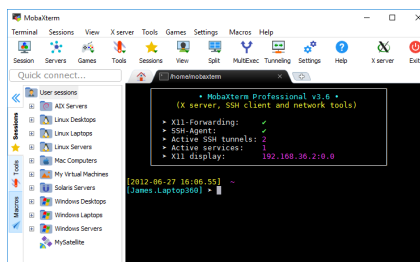 MobaXterm
Terminal Sessions View X server Tools Games Settings Macros Help
Session Servers Games Tools Sessions View Split MultiExec Tunneling Settings Help X server Exit
Quick connect...
/home/mobaxterm
Sessions
Tools
Macros
User sessions
AIX Servers
Linux Desktops
Linux Laptops
Linux Servers
Mac Computers
My Virtual Machines
Solaris Servers
Windows Desktops
Windows Laptops
Windows Servers
MySatellite
• MobaXterm Professional v3.6 •
(X server, SSH client and network tools)
➤ X11-Forwarding: ✔
➤ SSH-Agent: ✔
➤ Active SSH tunnels: 2
➤ Active services: 1
➤ X11 display: 192.168.36.2:0.0
[2012-06-27 16:06.55] ~
[James.Laptop360] ➤